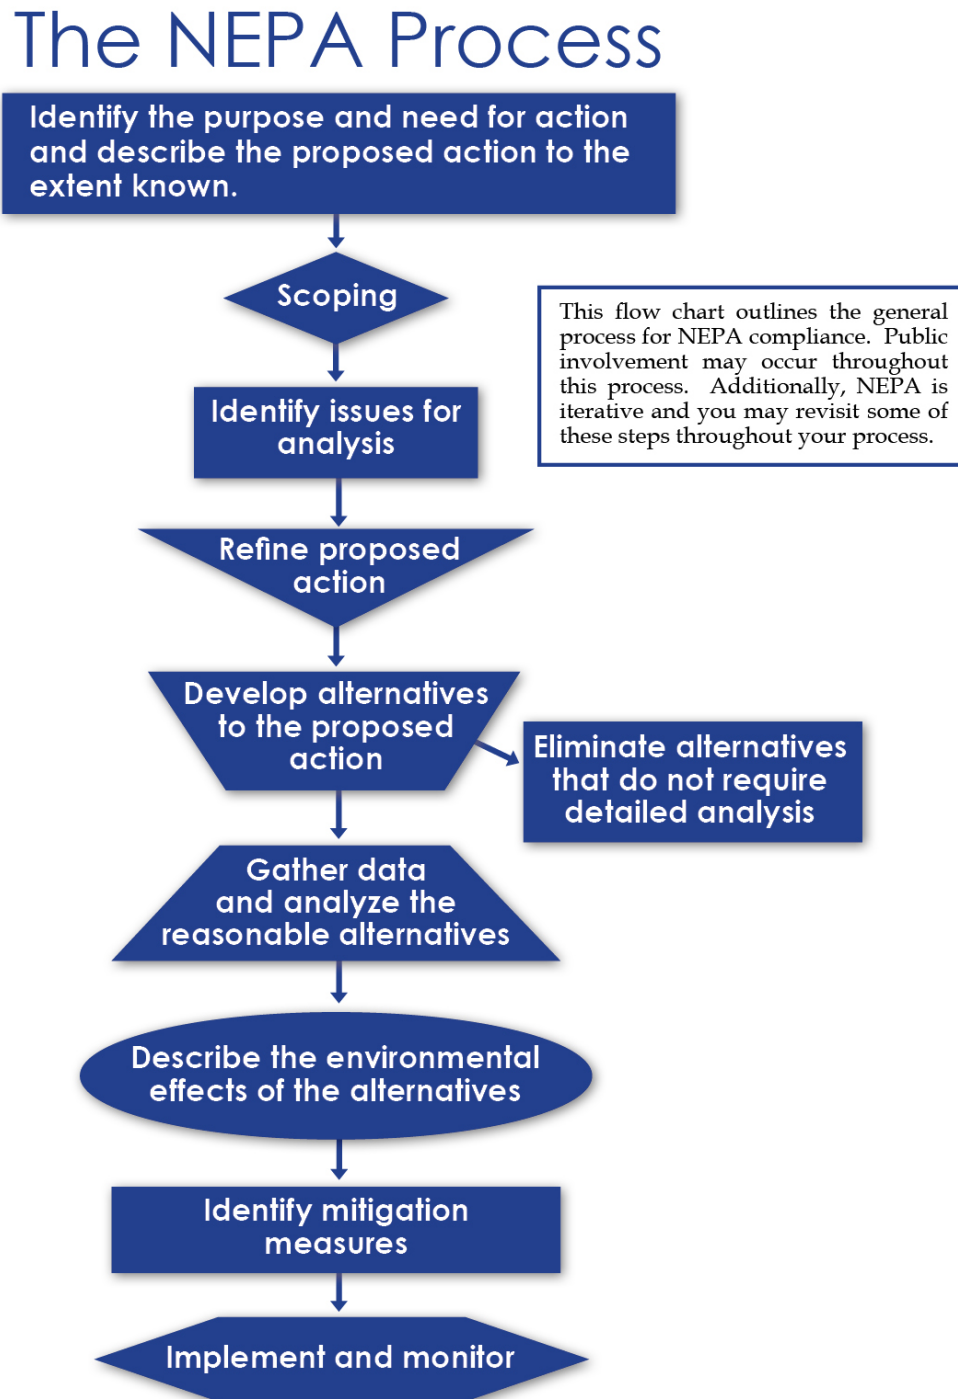 The NEPA Process
Identify the purpose and need for action
and describe the proposed action to the
extent known.
Scoping
This flow chart outlines the general
process for NEPA compliance. Public
involvement may occur throughout
this process. Additionally, NEPA is
iterative and you may revisit some of
these steps throughout your process.
Identify issues for
analysis
Refine proposed
action
Develop alternatives
to the proposed
action
Eliminate alternatives
that do not require
detailed analysis
Gather data
and analyze the
reasonable alternatives
Describe the environmental
effects of the alternatives
Identify mitigation
measures
Implement and monitor